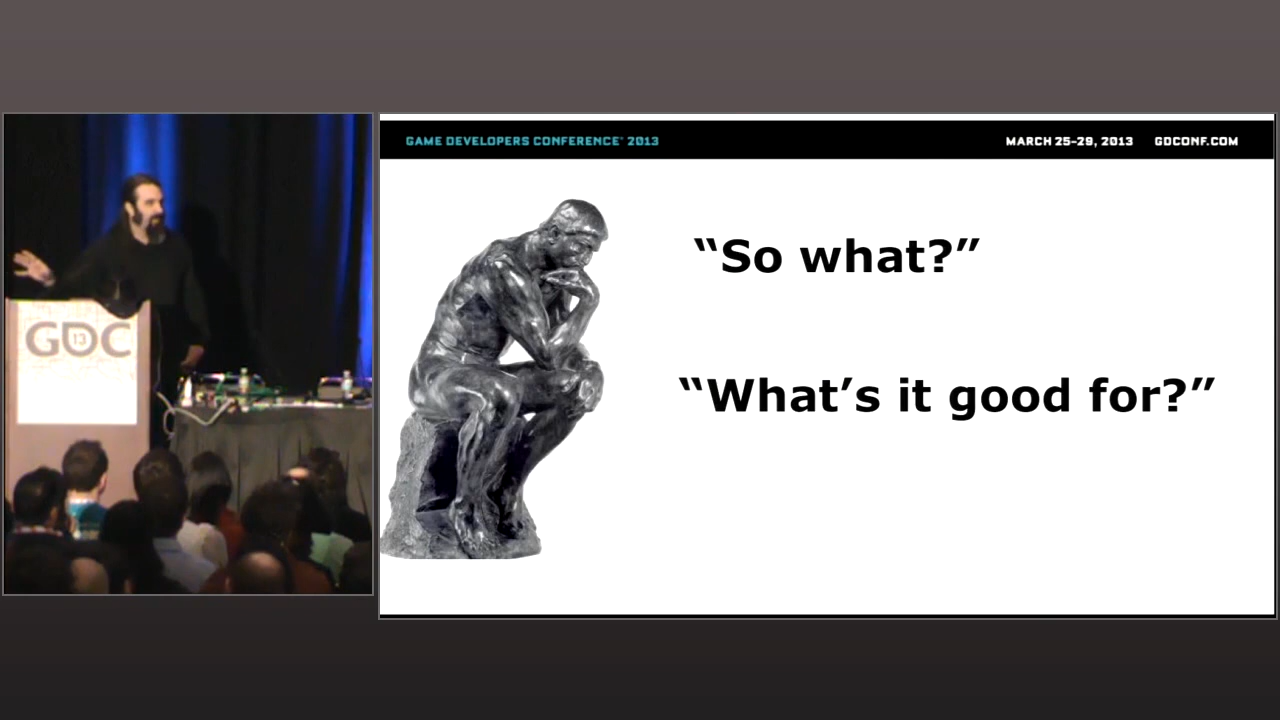 GAME DEVELOPERS CONFERENCE® 2013
MARCH 25-29, 2013 GDCONF.COM
“So what?”
“What’s it good for?”
GDC
13